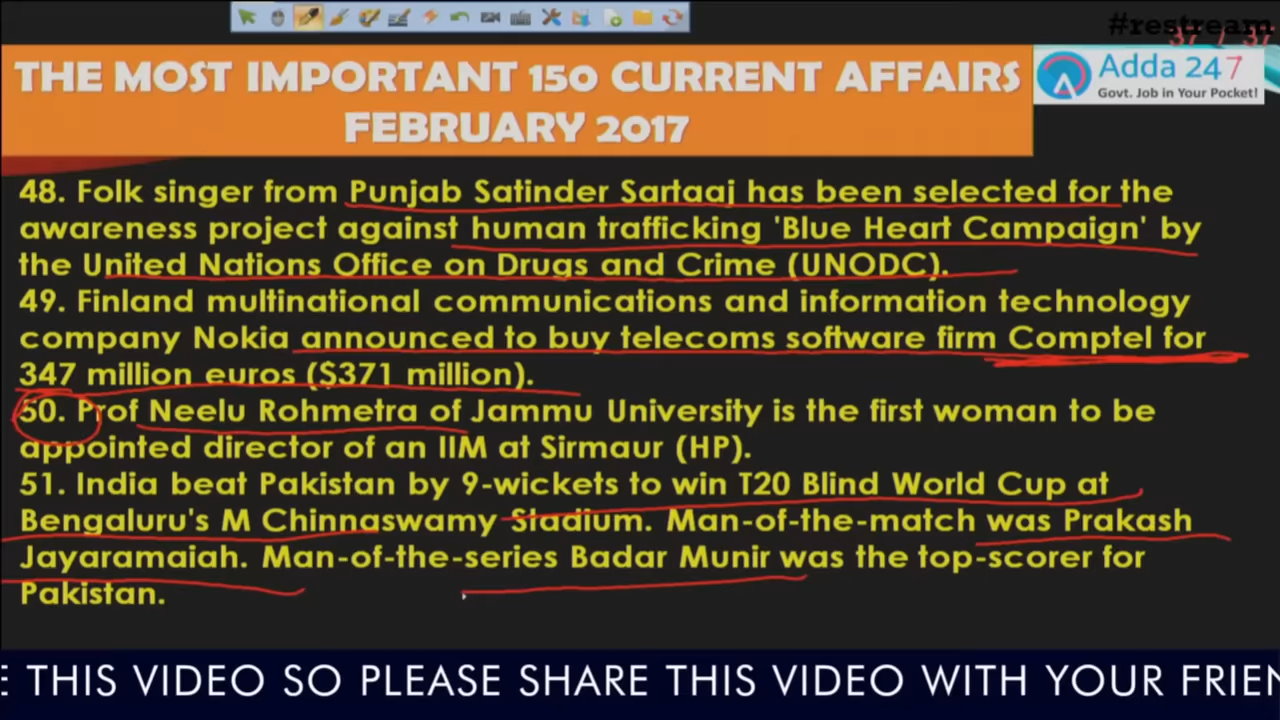 #restream
37 / 37
THE MOST IMPORTANT 150 CURRENT AFFAIRS
FEBRUARY 2017
Adda 247
Govt. Job in Your Pocket!
48. Folk singer from Punjab Satinder Sartaaj has been selected for the
awareness project against human trafficking 'Blue Heart Campaign' by
the United Nations Office on Drugs and Crime (UNODC).
49. Finland multinational communications and information technology
company Nokia announced to buy telecoms software firm Comptel for
347 million euros ($371 million).
50. Prof Neelu Rohmetra of Jammu University is the first woman to be
appointed director of an IIM at Sirmaur (HP).
51. India beat Pakistan by 9-wickets to win T20 Blind World Cup at
Bengaluru's M Chinnaswamy Stadium. Man-of-the-match was Prakash
Jayaramaiah. Man-of-the-series Badar Munir was the top-scorer for
Pakistan.
E THIS VIDEO SO PLEASE SHARE THIS VIDEO WITH YOUR FRIEN